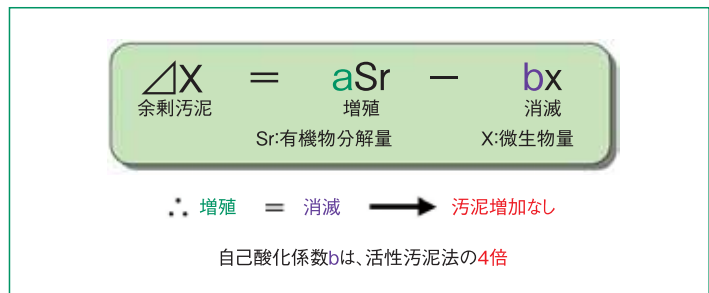 ⊿X = aSr − bx
余剰汚泥 増殖 消滅
Sr:有機物分解量 X:微生物量
∴ 増殖 = 消滅 → 汚泥増加なし
自己酸化係数bは、活性汚泥法の4倍